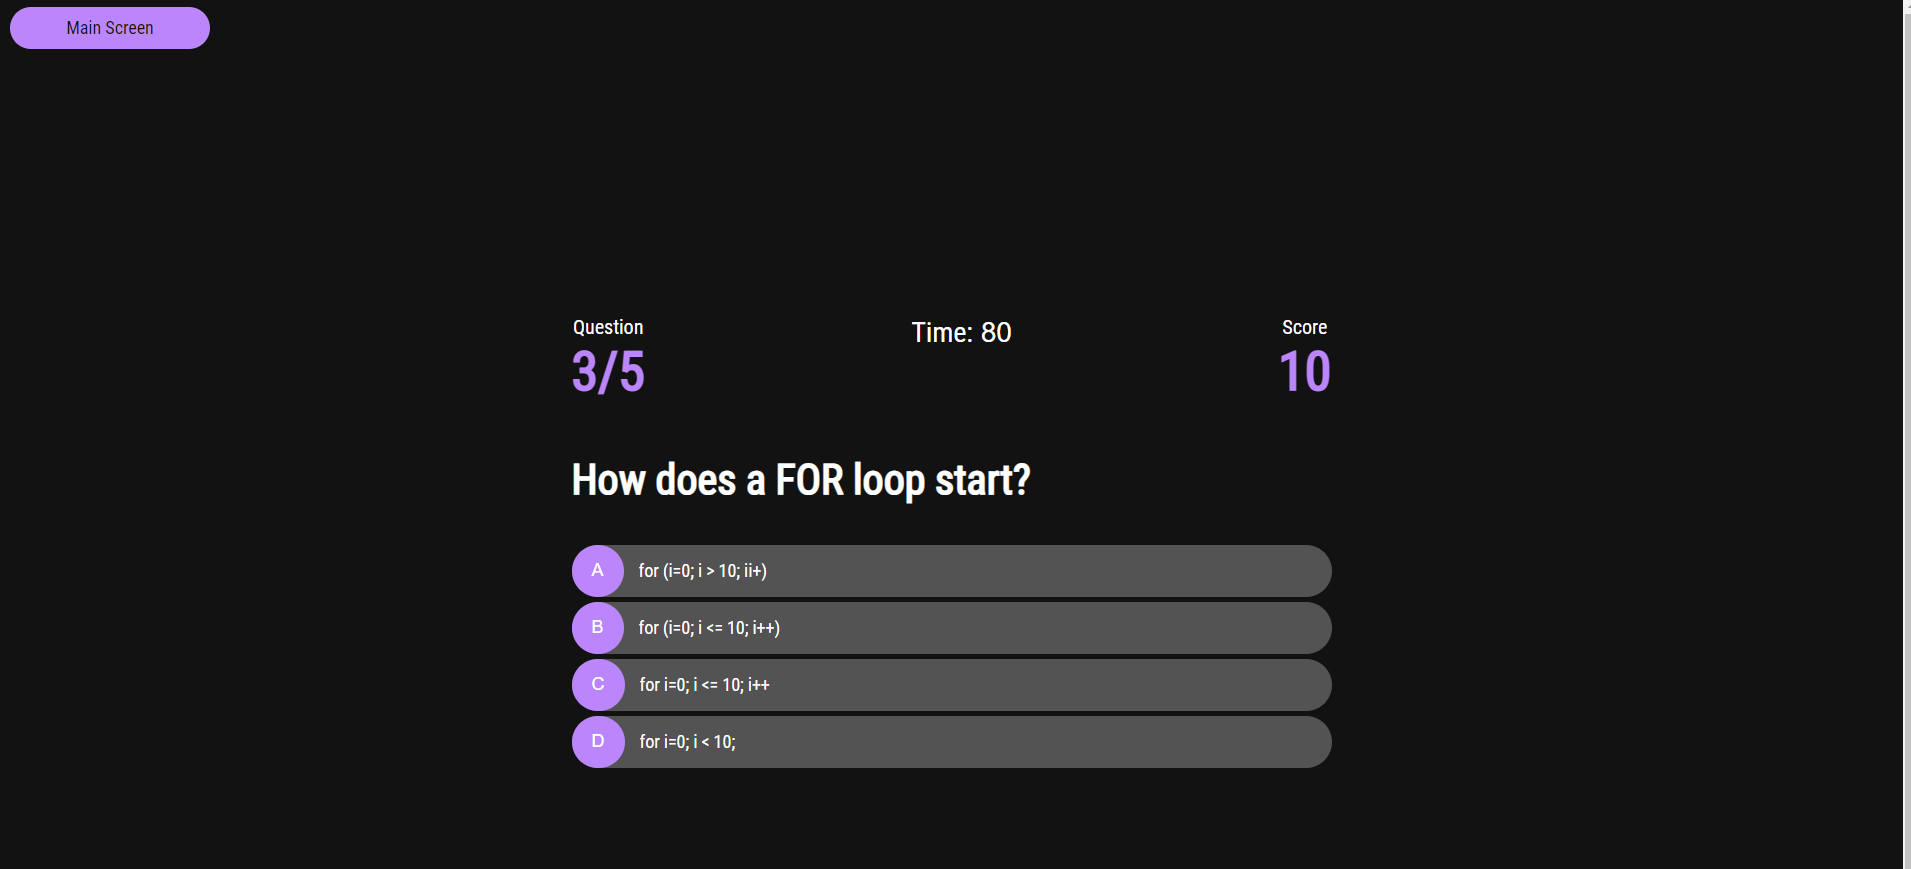 Main Screen
Question
Time: 80
Score
3/5
10
How does a FOR loop start?
A for (i=0; i > 10; ii+)
B for (i=0; i <= 10; i++)
C for i=0; i <= 10; i++
D for i=0; i < 10;